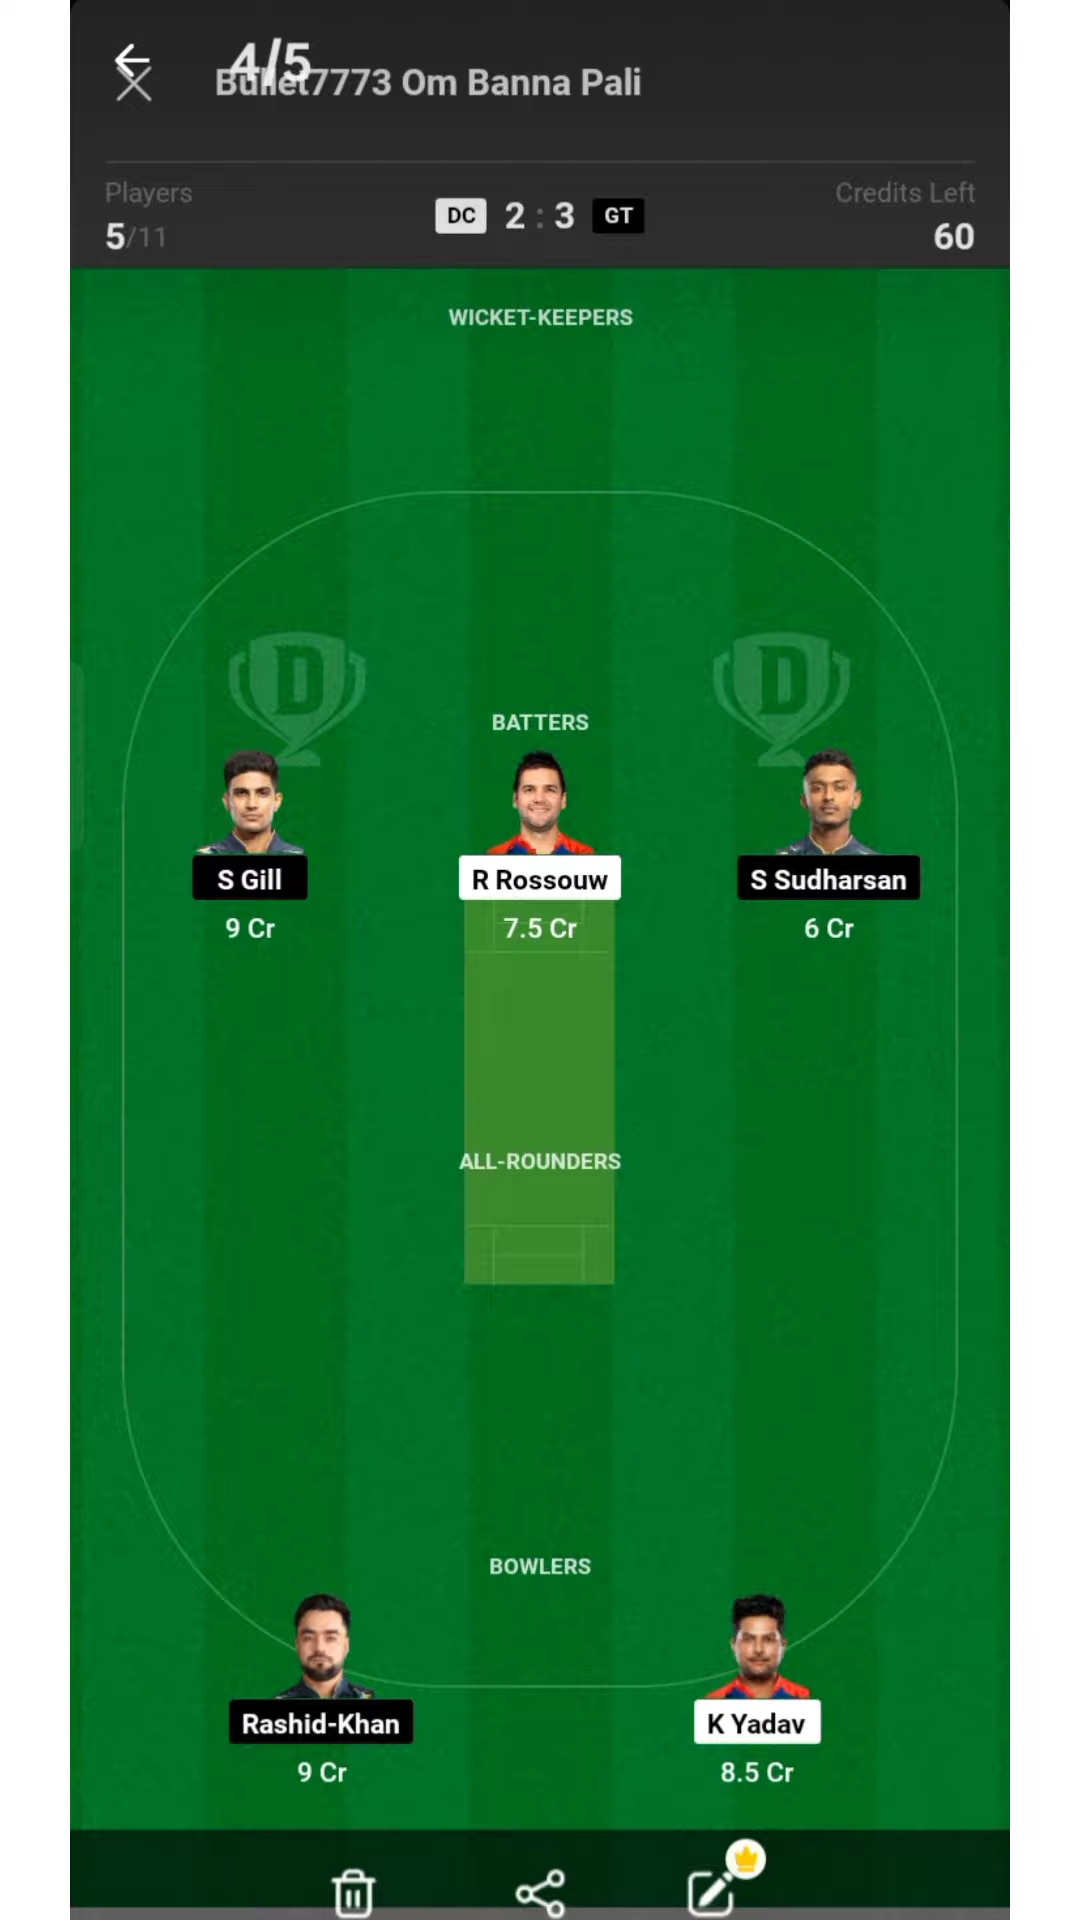 4/5
Bullet7773 Om Banna Pali
Players
Credits Left
5/11
DC 2 : 3 GT
60
WICKET-KEEPERS
D D
BATTERS
S Gill R Rossouw S Sudharsan
9 Cr 7.5 Cr 6 Cr
ALL-ROUNDERS
BOWLERS
Rashid-Khan K Yadav
9 Cr 8.5 Cr